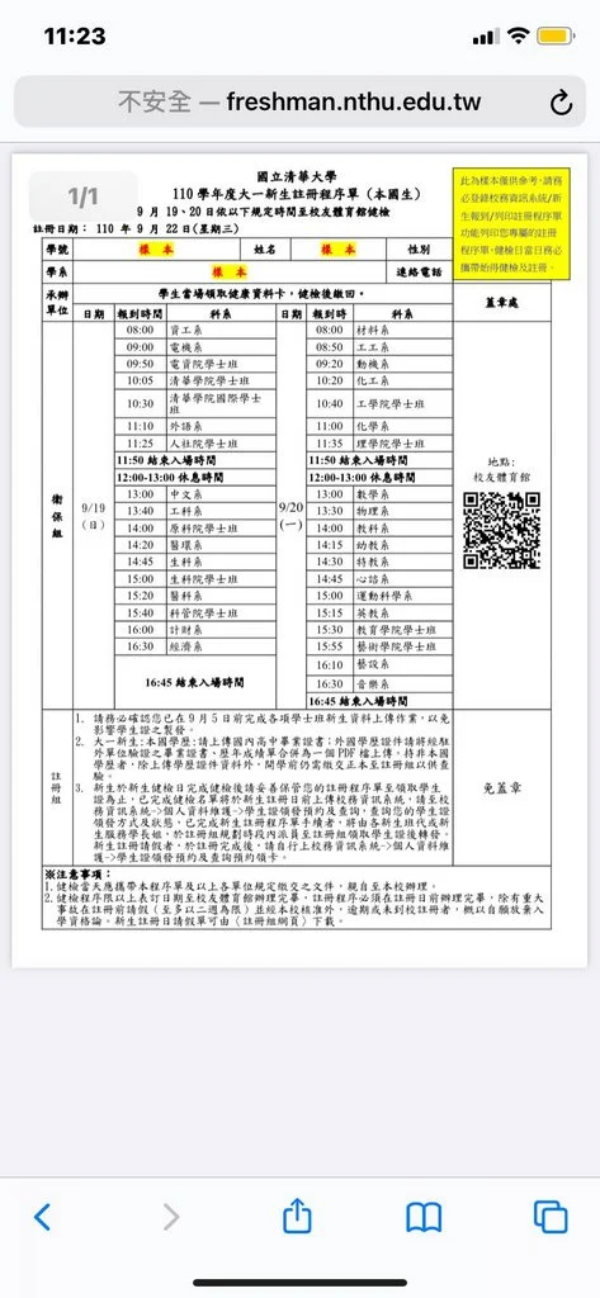 11:23
不安全 — freshman.nthu.edu.tw
1/1
國立清華大學
110 學年度大一新生註冊程序單（本國生）
9 月 19、20 日依以下規定時間至校友體育館健檢
註冊日期： 110 年 9 月 22 日(星期三)
此為樣本僅供參考，請務
必登錄校務資訊系統/新
生報到/列印註冊程序單
功能列印您專屬的註冊
程序單，健檢日當日務必
攜帶始得健檢及註冊。
學號 樣 本 姓名 樣 本 性別
學系 樣 本 連絡電話
承辦單位 學生當場領取健康資料卡，健檢後繳回。 蓋章處
日期 報到時間 科系 日期 報到時 科系
08:00 資工系 08:00 材料系
09:00 電機系 08:50 工工系
09:50 電資院學士班 09:20 動機系
10:05 清華學院學士班 10:20 化工系
10:30 清華學院國際學士班 10:40 工學院學士班
11:10 外語系 11:00 化學系
11:25 人社院學士班 11:35 理學院學士班
11:50 結束入場時間 11:50 結束入場時間
12:00-13:00 休息時間 12:00-13:00 休息時間
地點:
校友體育館
衛保組
9/19
(日)
9/20
(一)
13:00 中文系 13:00 數學系
13:40 工科系 13:30 物理系
14:00 原科院學士班 14:00 教科系
14:20 醫環系 14:15 幼教系
14:45 生科系 14:30 特教系
15:00 生科院學士班 14:45 心諮系
15:20 醫科系 15:00 運動科學系
15:40 科管院學士班 15:15 英教系
16:00 計財系 15:30 教育學院學士班
16:30 經濟系 15:55 藝術學院學士班
16:10 藝設系
16:45 結束入場時間 16:30 音樂系
16:45 結束入場時間
註冊組
1. 請務必確認您已在 9 月 5 日前完成各項學士班新生資料上傳作業，以免
影響學生證之製發。
2. 大一新生:本國學歷:請上傳國內高中畢業證書；外國學歷證件請將經駐
外單位驗證之畢業證書、歷年成績單合併為一個 PDF 檔上傳。持非本國
學歷者，除上傳學歷證件資料外，開學前仍需繳交正本至註冊組以供查
驗。
3. 新生於新生健檢日完成健檢後請妥善保管您的註冊程序單至領取學生
證為止，已完成健檢名單將於新生註冊日前上傳校務資訊系統，請至校
務資訊系統->個人資料維護->學生證領發預約及查詢，查詢您的學生證
領發方式及狀態。已完成新生註冊程序單手續者，將由各新生班代或新
生服務學長姐，於註冊組規劃時段內派員至註冊組領取學生證後轉發。
新生註冊請假者，於註冊完成後，請自行上校務資訊系統->個人資料維
護->學生證領發預約及查詢預約領卡。
免蓋章
※注意事項：
1.健檢當天應攜帶本程序單及以上各單位規定繳交之文件，親自至本校辦理。
2.健檢程序限以上表訂日期至校友體育館辦理完畢，註冊程序必須在註冊日前辦理完畢，除有重大
事故在註冊前請假（至多以二週為限）並經本校核准外，逾期或未到校註冊者，概以自願放棄入
學資格論。新生註冊日請假單可由〈註冊組網頁〉下載。